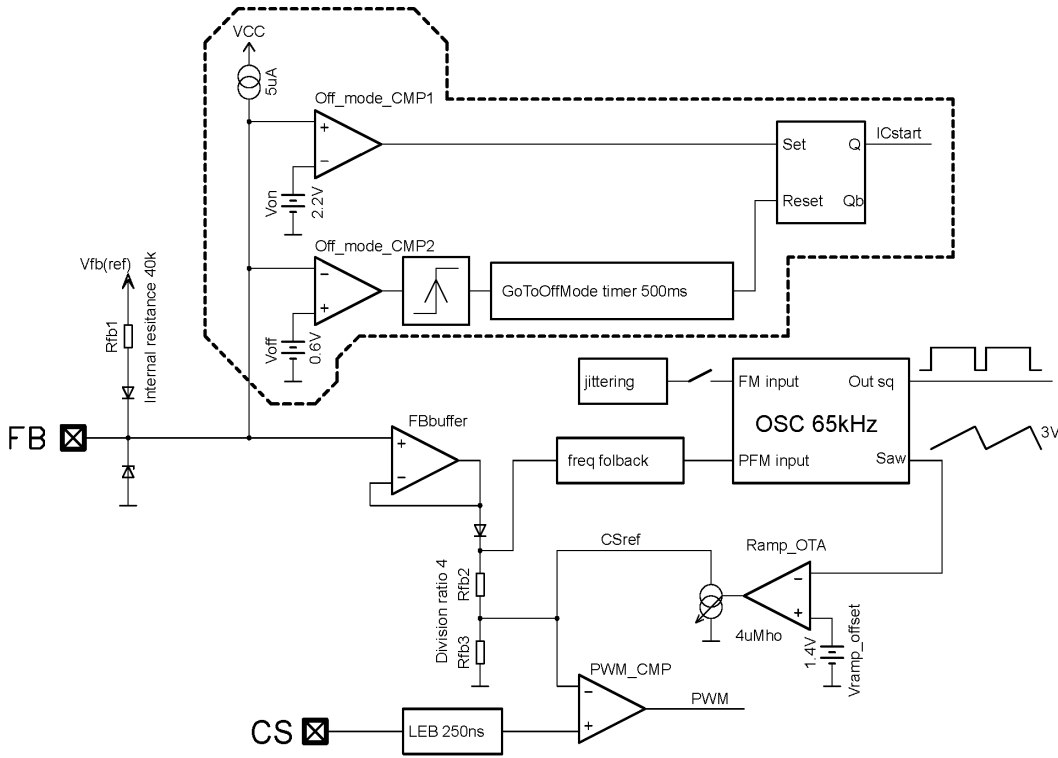 VCC
5uA
Off_mode_CMP1
+
−
Von
2.2V
Set
Q
ICstart
Reset
Qb
Off_mode_CMP2
−
+
Voff
0.6V
GoToOffMode timer 500ms
Vfb(ref)
Rfb1
Internal resitance 40k
jittering
FM input
Out sq
OSC 65kHz
PFM input
Saw
3V
FB
FBbuffer
+
−
freq folback
CSref
Ramp_OTA
−
+
4uMho
1.4V
Vramp_offset
Division ratio 4
Rfb2
Rfb3
PWM_CMP
−
+
PWM
CS
LEB 250ns